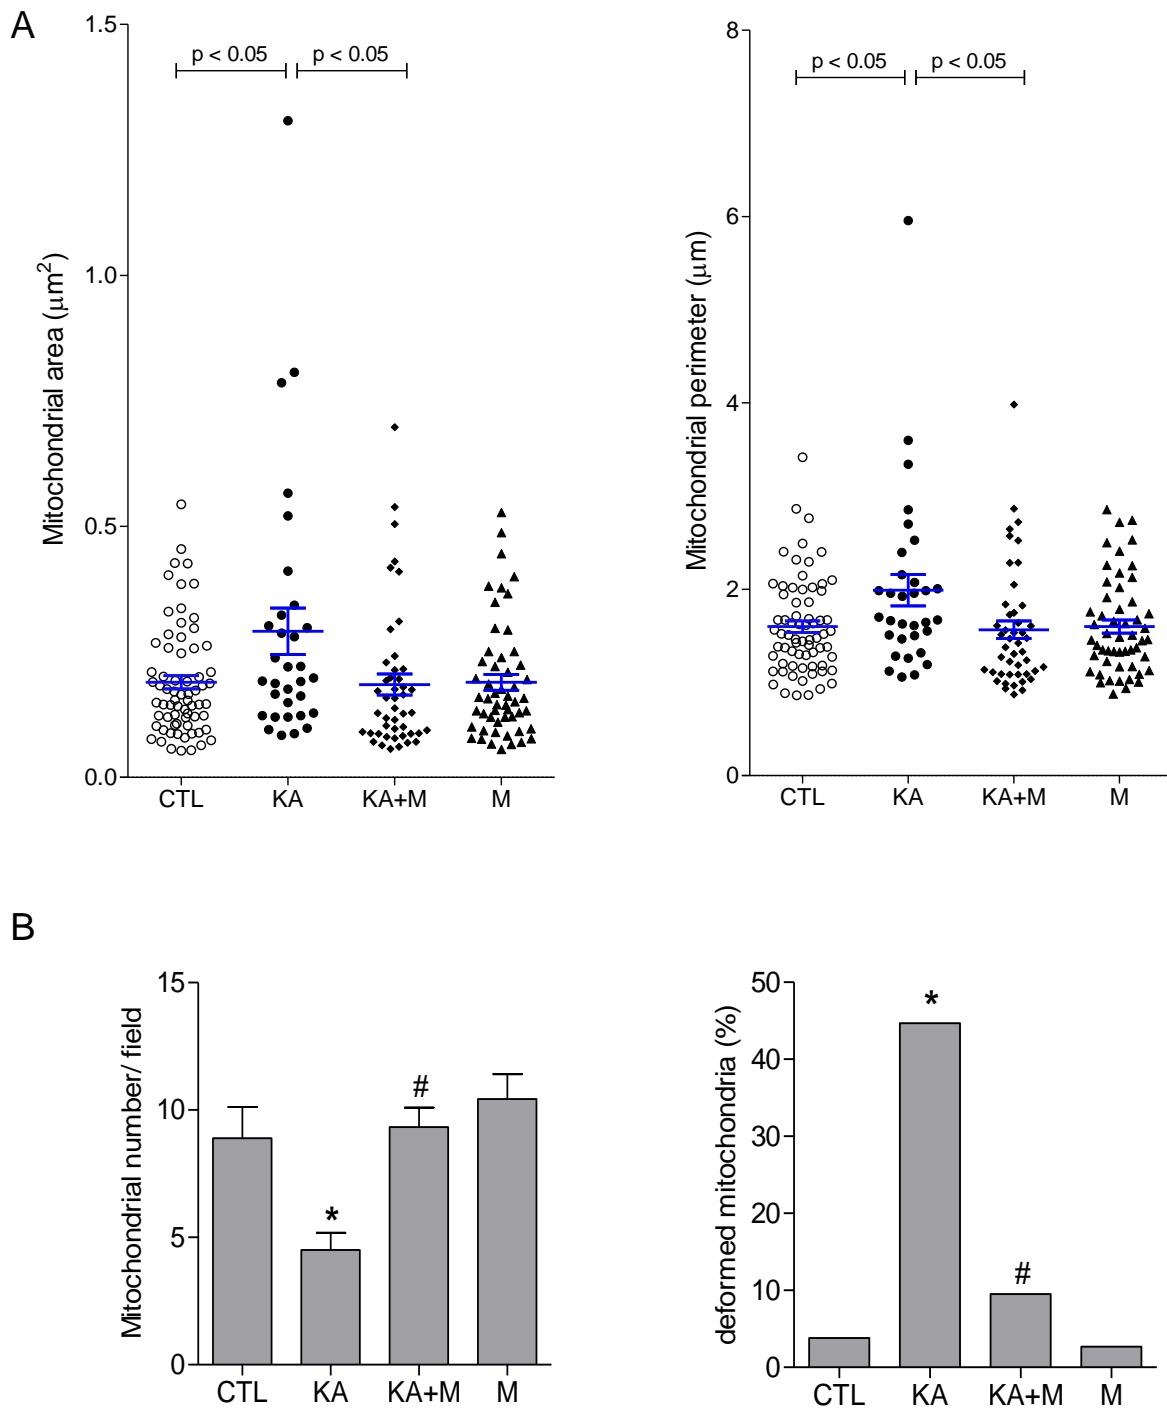 A
Mitochondrial area (μm²)
1.5
1.0
0.5
0.0
p < 0.05
p < 0.05
CTL
KA
KA+M
M
Mitochondrial perimeter (μm)
8
6
4
2
0
p < 0.05
p < 0.05
CTL
KA
KA+M
M
B
Mitochondrial number/ field
15
10
5
0
*
#
CTL
KA
KA+M
M
deformed mitochondria (%)
50
40
30
20
10
0
*
#
CTL
KA
KA+M
M